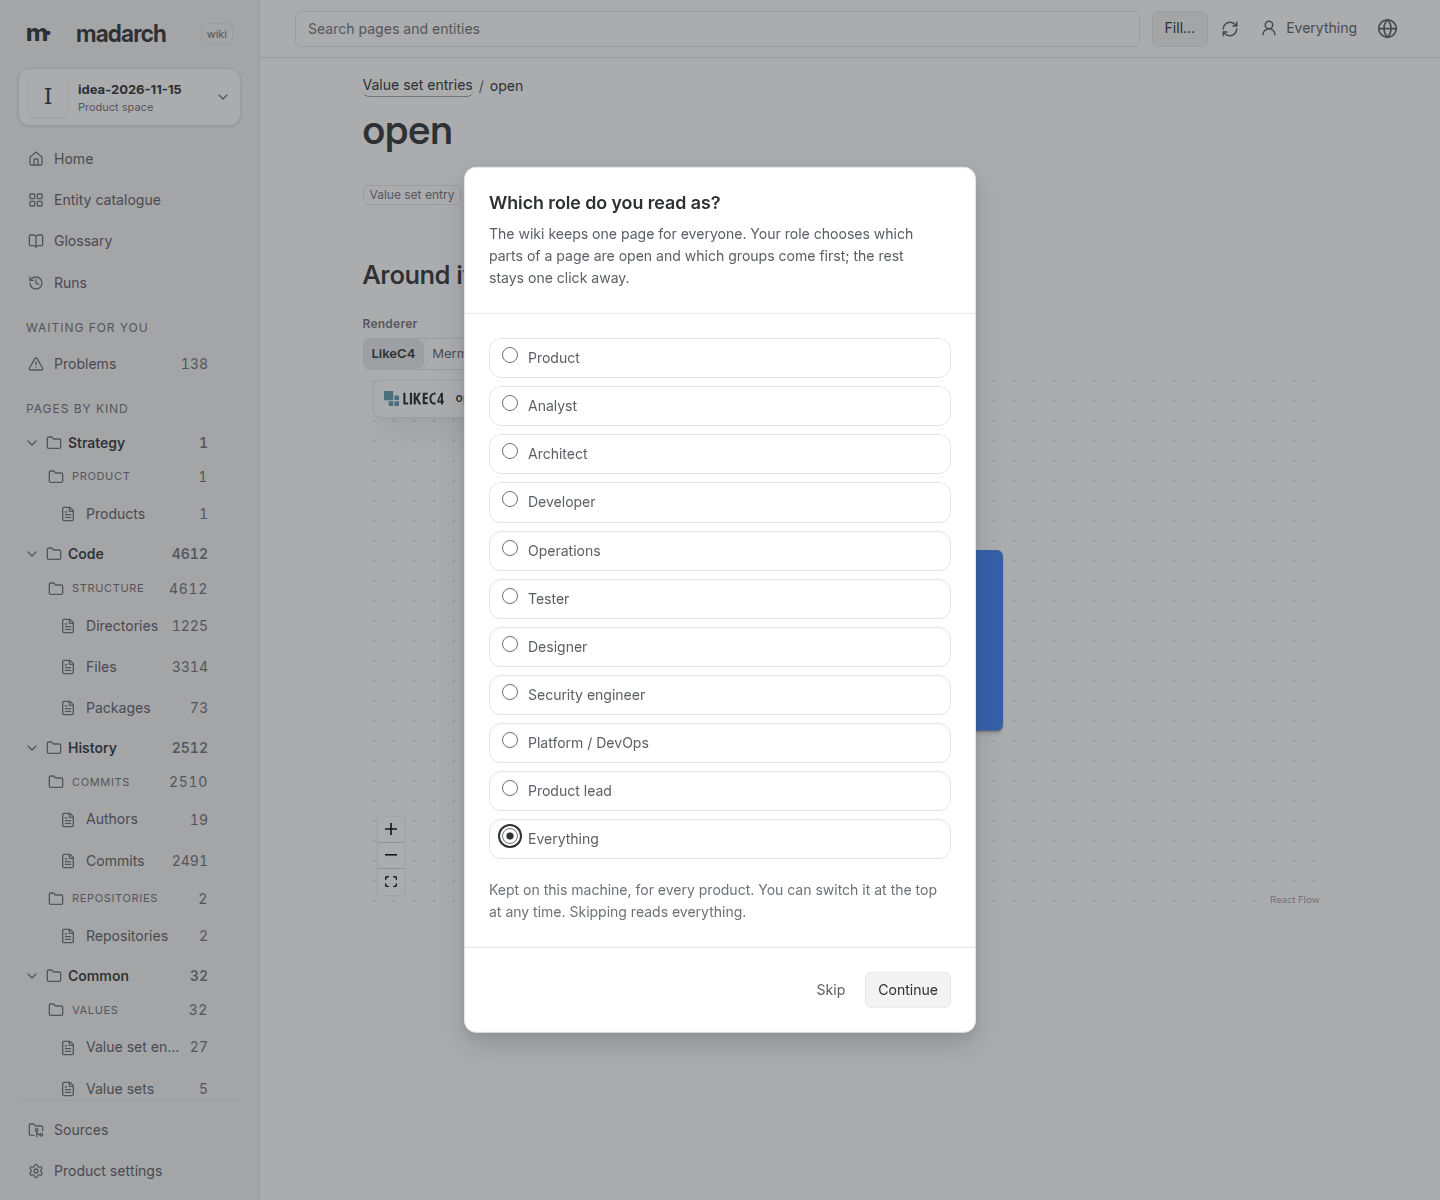 m madarch wiki
idea-2026-11-15
Product space
Home
Entity catalogue
Glossary
Runs
WAITING FOR YOU
Problems 138
PAGES BY KIND
Strategy 1
PRODUCT 1
Products 1
Code 4612
STRUCTURE 4612
Directories 1225
Files 3314
Packages 73
History 2512
COMMITS 2510
Authors 19
Commits 2491
REPOSITORIES 2
Repositories 2
Common 32
VALUES 32
Value set en... 27
Value sets 5
Sources
Product settings
Search pages and entities
Fill...
Everything
Value set entries / open
open
Value set entry
Around
Renderer
LikeC4
LIKEC4
React Flow
Which role do you read as?
The wiki keeps one page for everyone. Your role chooses which
parts of a page are open and which groups come first; the rest
stays one click away.
Product
Analyst
Architect
Developer
Operations
Tester
Designer
Security engineer
Platform / DevOps
Product lead
Everything
Kept on this machine, for every product. You can switch it at the top
at any time. Skipping reads everything.
Skip
Continue